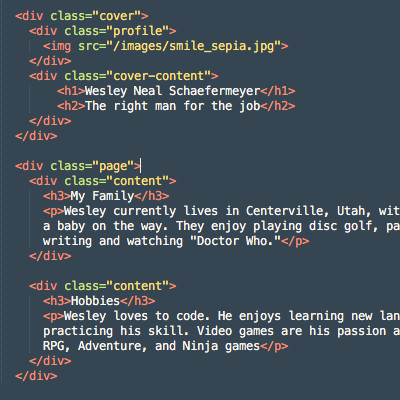 <div class="cover">
<div class="profile">
<img src="/images/smile_sepia.jpg">
</div>
<div class="cover-content">
<h1>Wesley Neal Schaefermeyer</h1>
<h2>The right man for the job</h2>
</div>
</div>
<div class="page">
<div class="content">
<h3>My Family</h3>
<p>Wesley currently lives in Centerville, Utah, wit
a baby on the way. They enjoy playing disc golf, pa
writing and watching "Doctor Who."</p>
</div>
<div class="content">
<h3>Hobbies</h3>
<p>Wesley loves to code. He enjoys learning new lan
practicing his skill. Video games are his passion a
RPG, Adventure, and Ninja games</p>
</div>
</div>